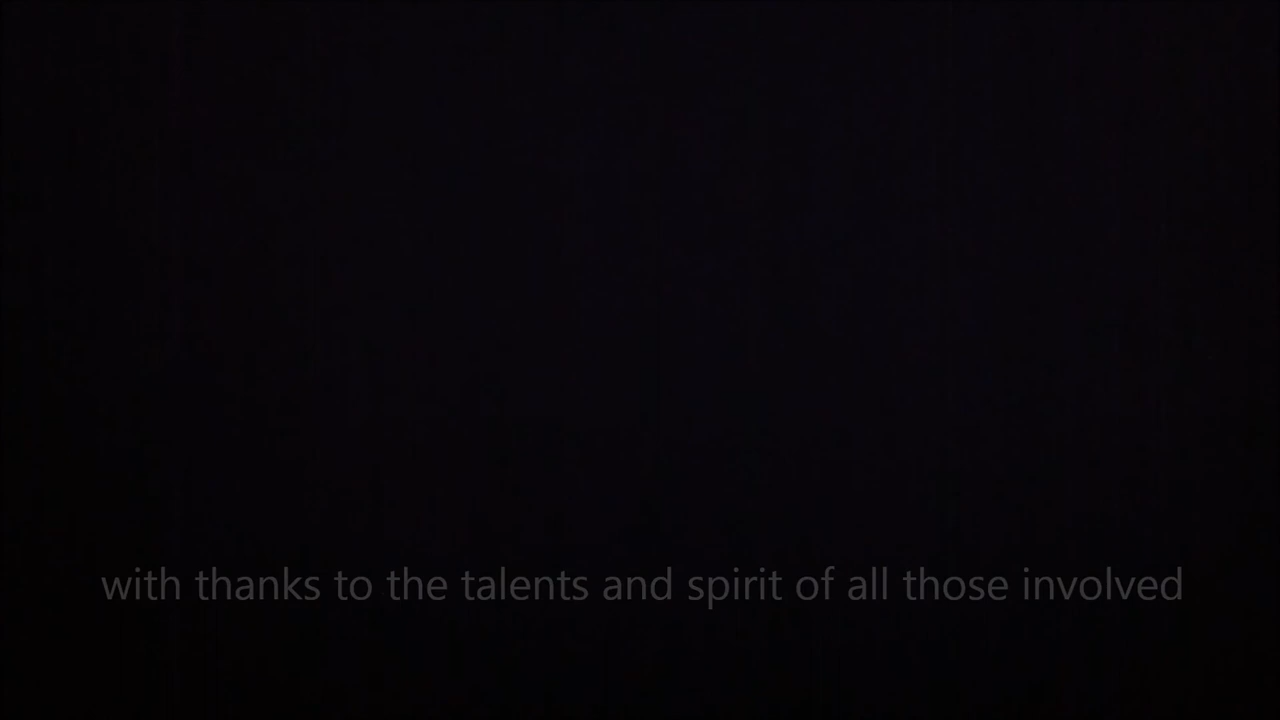 with thanks to the talents and spirit of all those involved